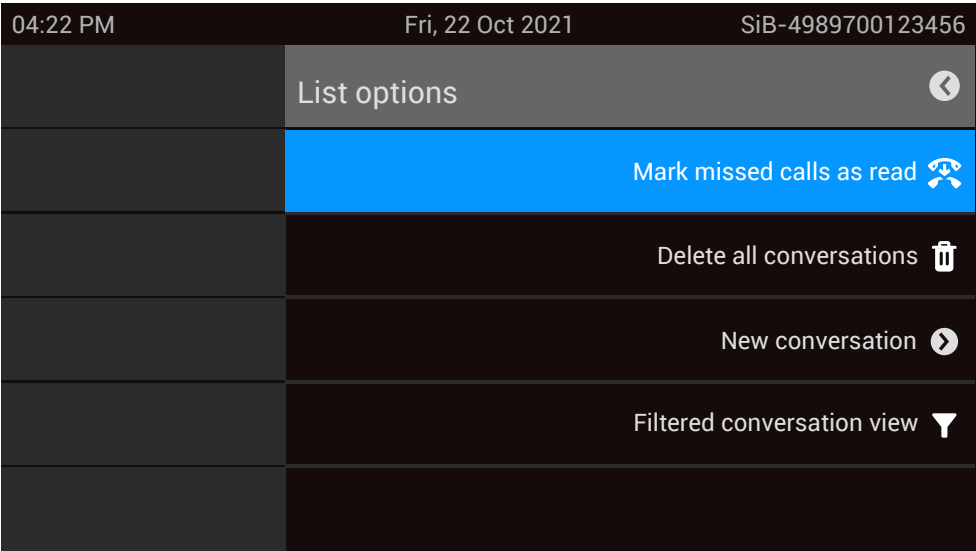 04:22 PM Fri, 22 Oct 2021 SiB-4989700123456
List options
Mark missed calls as read
Delete all conversations
New conversation
Filtered conversation view